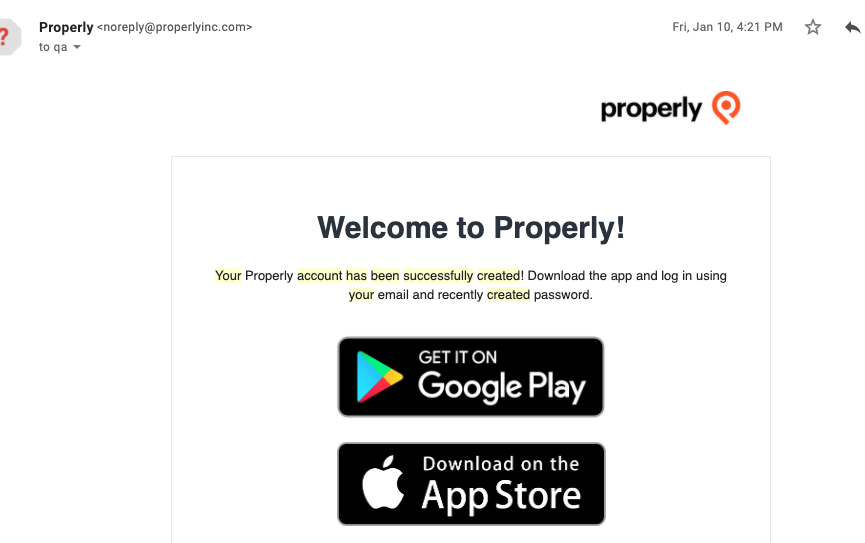 ?
Properly <noreply@properlyinc.com>
Fri, Jan 10, 4:21 PM
to qa
properly
Welcome to Properly!
Your Properly account has been successfully created! Download the app and log in using
your email and recently created password.
GET IT ON
Google Play
Download on the
App Store